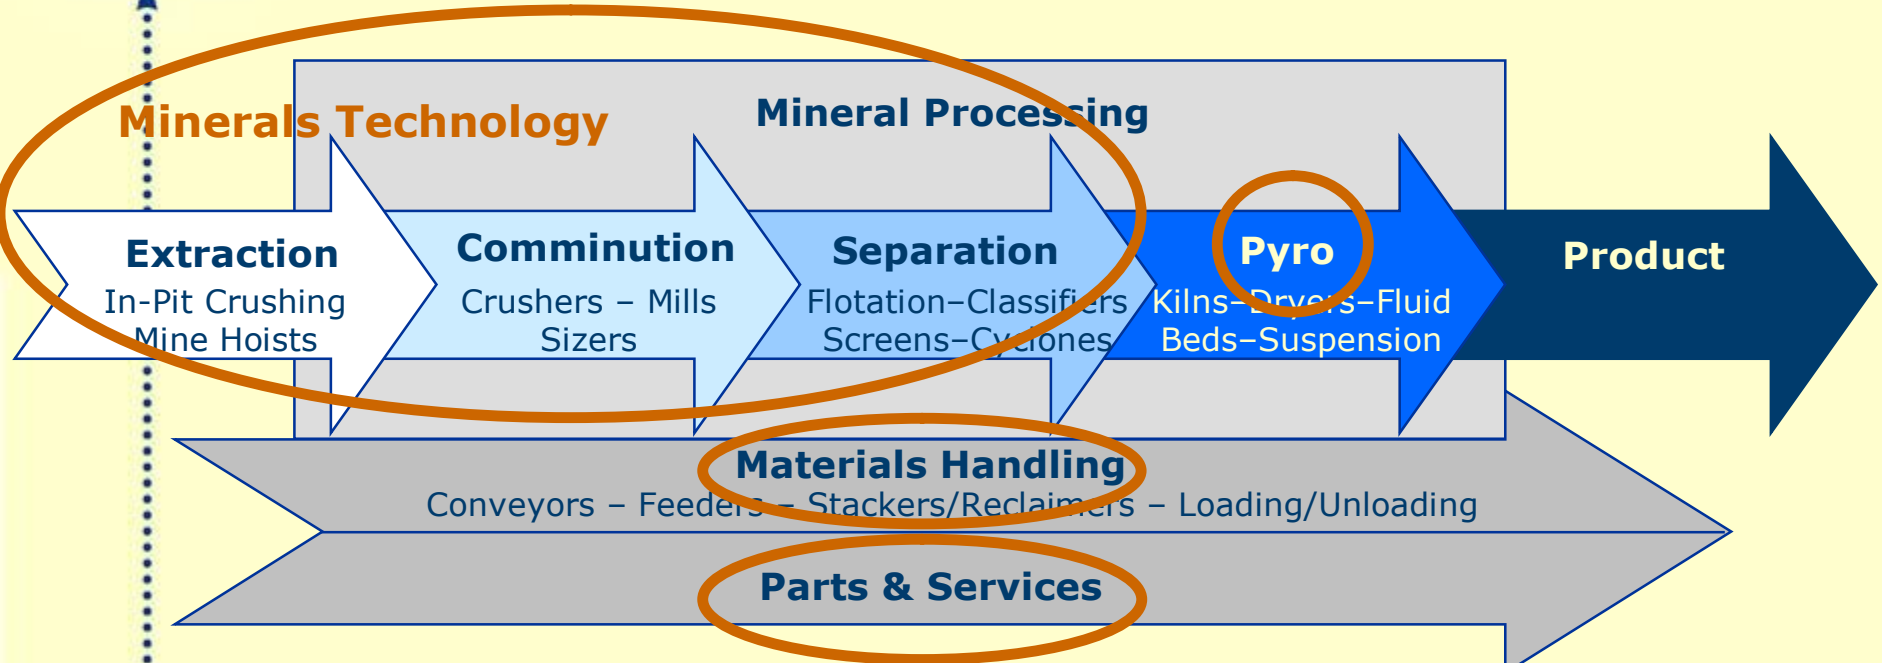 Minerals Technology
Mineral Processing
Extraction
In-Pit Crushing
Mine Hoists
Comminution
Crushers – Mills
Sizers
Separation
Flotation–Classifiers
Screens–Cyclones
Pyro
Kilns–Dryers–Fluid
Beds–Suspension
Product
Materials Handling
Conveyors – Feeders – Stackers/Reclaimers – Loading/Unloading
Parts & Services